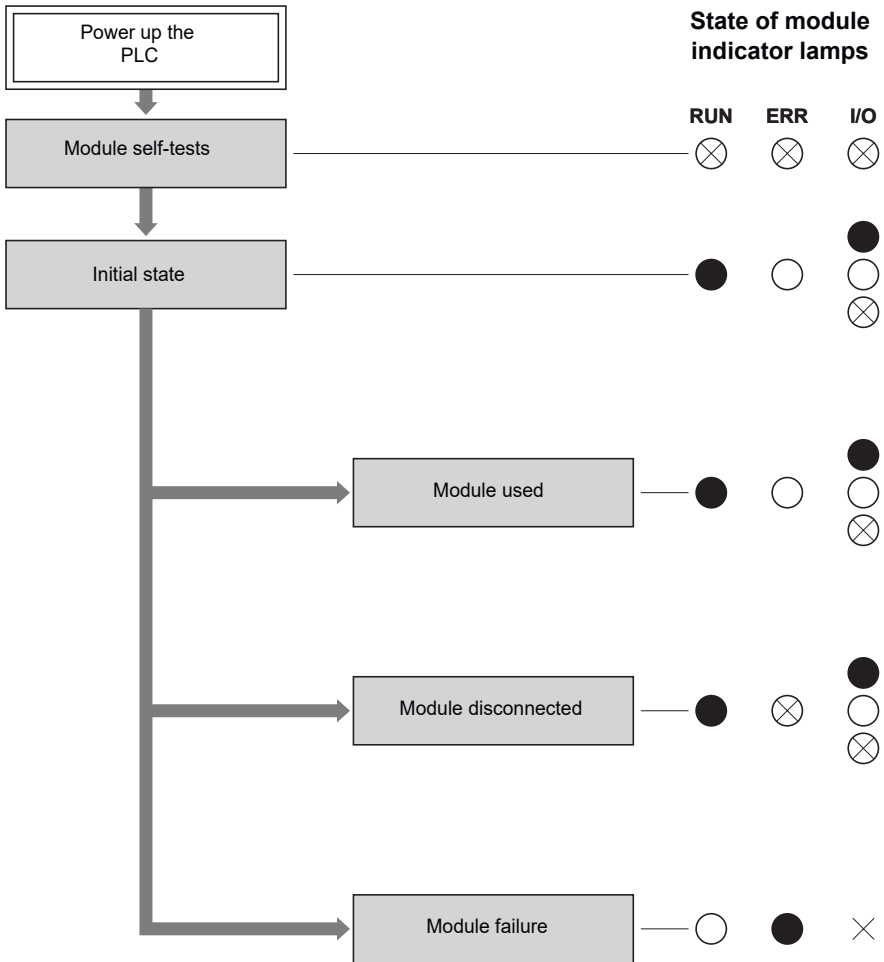 Power up the
PLC
State of module
indicator lamps
RUN ERR I/O
Module self-tests
Initial state
Module used
Module disconnected
Module failure